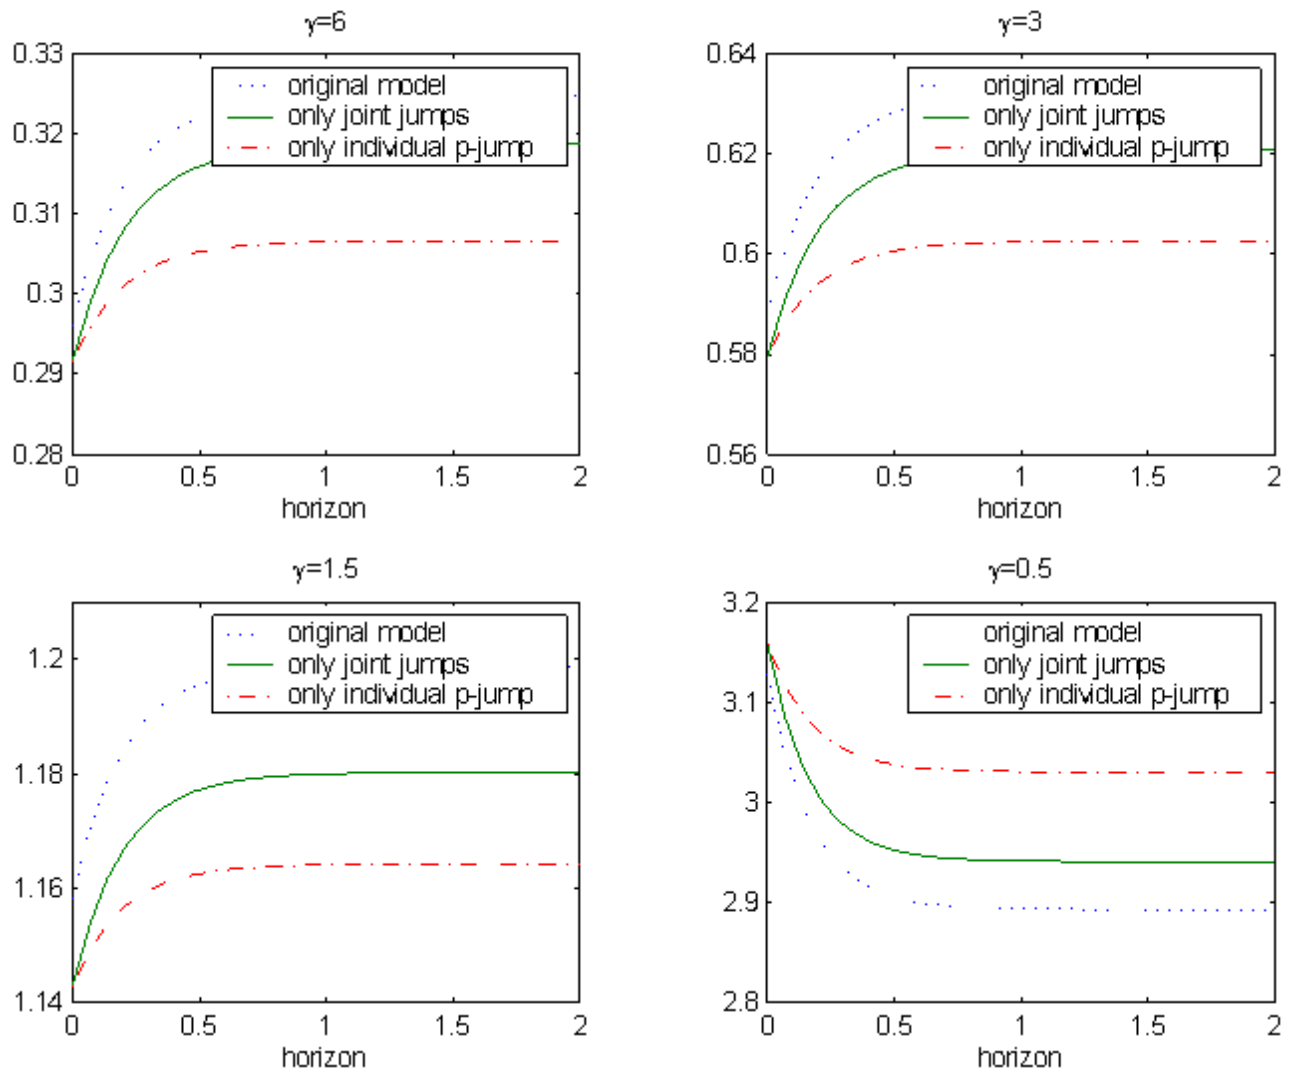 γ=6
0.33
0.32
0.31
0.3
0.29
0.28
original model
only joint jumps
only individual p-jump
0 0.5 1 1.5 2
horizon
γ=3
0.64
0.62
0.6
0.58
0.56
original model
only joint jumps
only individual p-jump
0 0.5 1 1.5 2
horizon
γ=1.5
1.2
1.18
1.16
1.14
original model
only joint jumps
only individual p-jump
0 0.5 1 1.5 2
horizon
γ=0.5
3.2
3.1
3
2.9
2.8
original model
only joint jumps
only individual p-jump
0 0.5 1 1.5 2
horizon